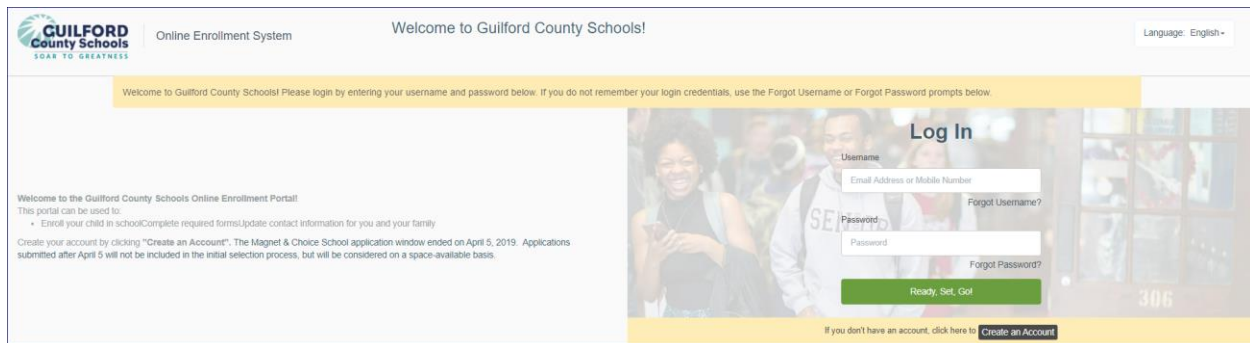 GUILFORD
County Schools
SOAR TO GREATNESS
Online Enrollment System
Welcome to Guilford County Schools!
Language: English
Welcome to Guilford County Schools! Please login by entering your username and password below. If you do not remember your login credentials, use the Forgot Username or Forgot Password prompts below.
Welcome to the Guilford County Schools Online Enrollment Portal!
This portal can be used to:
• Enroll your child in schoolComplete required formsUpdate contact information for you and your family
Create your account by clicking "Create an Account". The Magnet & Choice School application window ended on April 5, 2019. Applications
submitted after April 5 will not be included in the initial selection process, but will be considered on a space-available basis.
Log In
Username
Email Address or Mobile Number
Forgot Username?
SENI
Password
Password
Forgot Password?
Ready, Set, Go!
306
If you don't have an account, click here to Create an Account